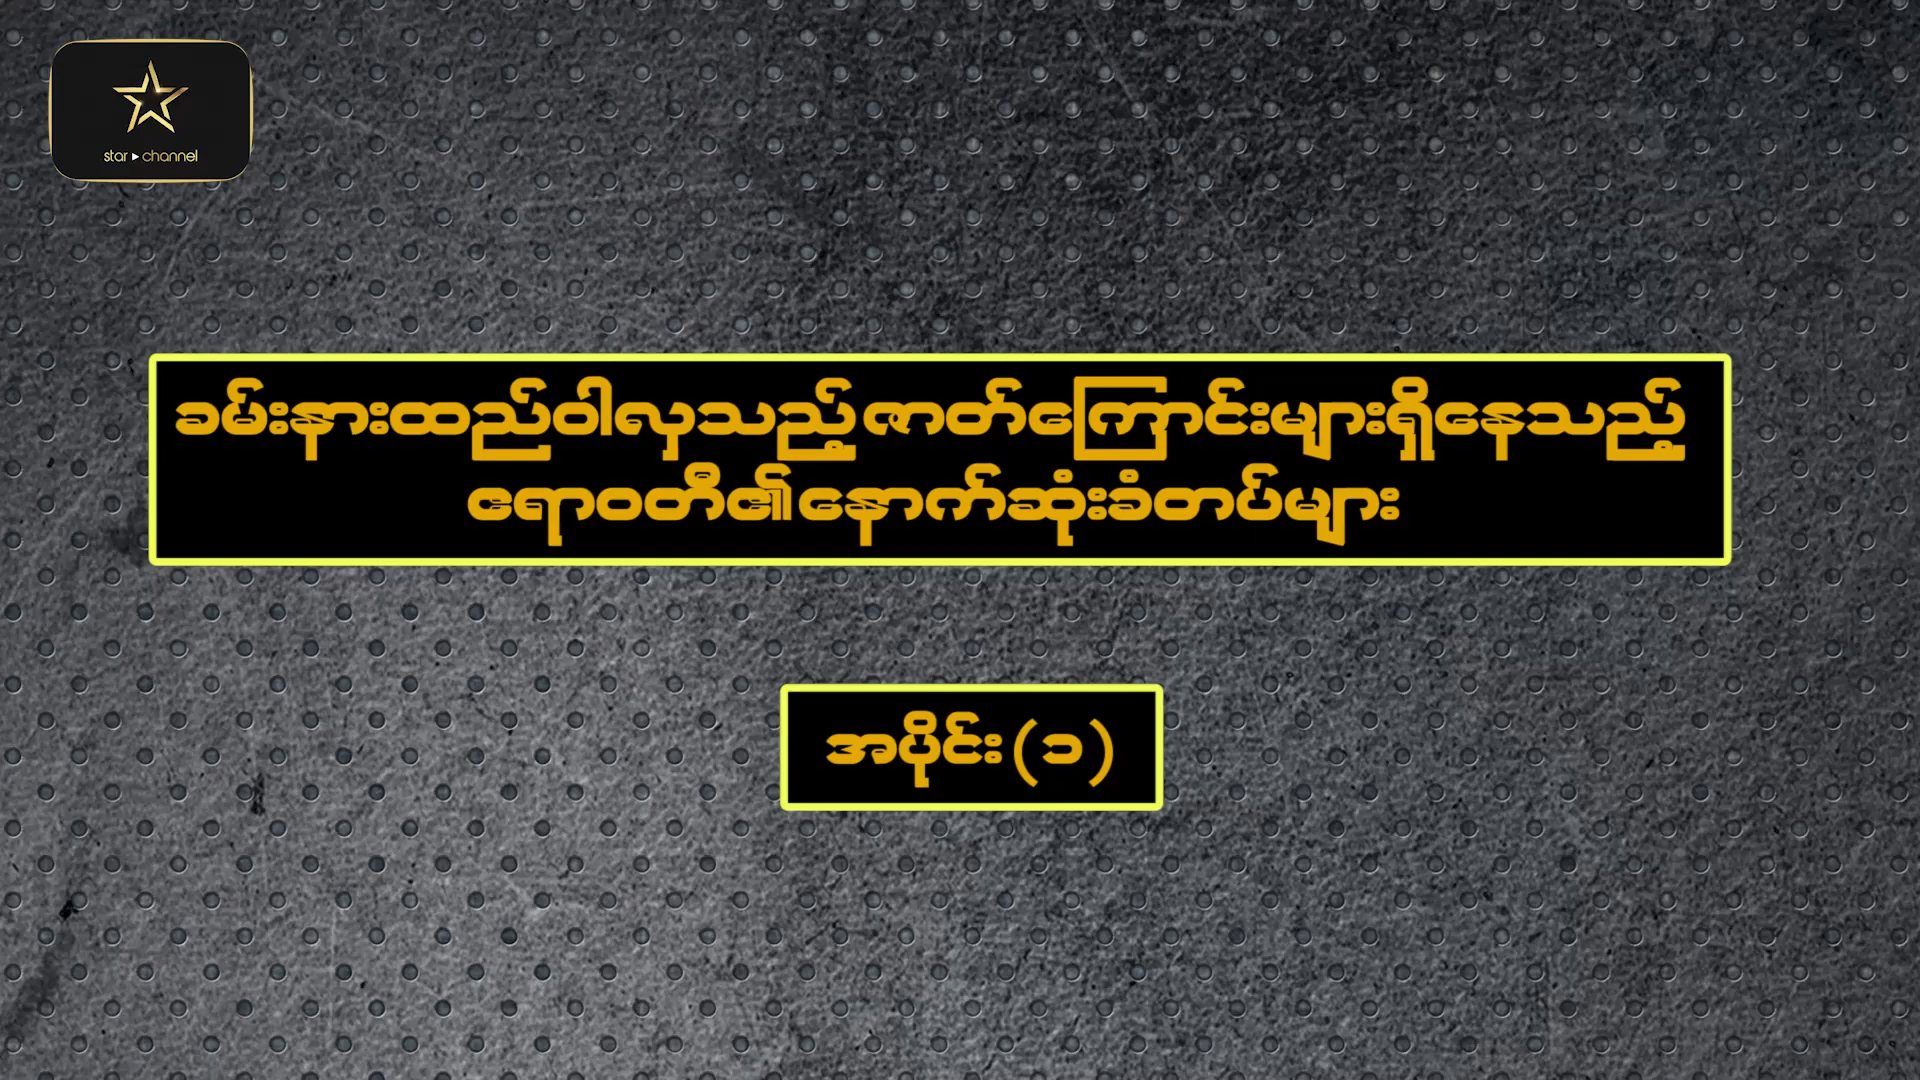 star channel
ခမ်းနားထည်ဝါလှသည့်ဇာတ်ကြောင်းများရှိနေသည့်
ဧရာဝတီ၏နောက်ဆုံးခံတပ်များ
အပိုင်း(၁)